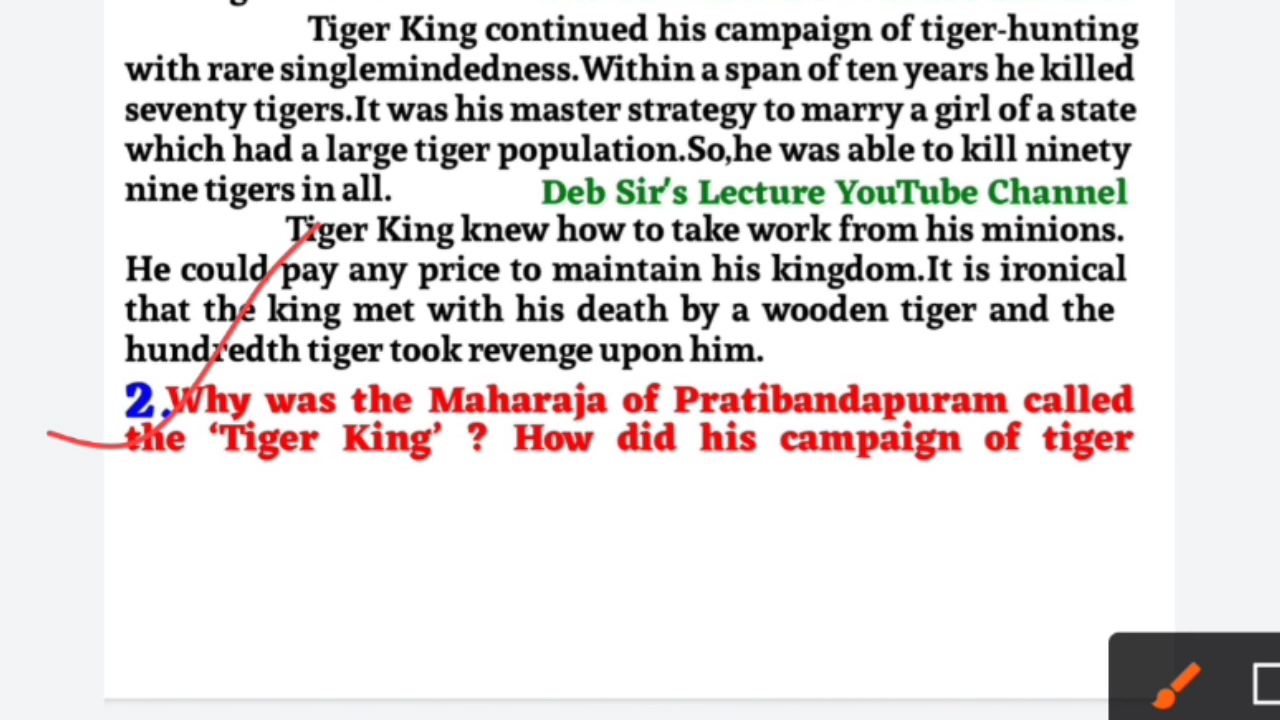 Tiger King continued his campaign of tiger-hunting
with rare singlemindedness.Within a span of ten years he killed
seventy tigers.It was his master strategy to marry a girl of a state
which had a large tiger population.So,he was able to kill ninety
nine tigers in all. Deb Sir's Lecture YouTube Channel
Tiger King knew how to take work from his minions.
He could pay any price to maintain his kingdom.It is ironical
that the king met with his death by a wooden tiger and the
hundredth tiger took revenge upon him.
2.Why was the Maharaja of Pratibandapuram called
the ‘Tiger King’ ? How did his campaign of tiger